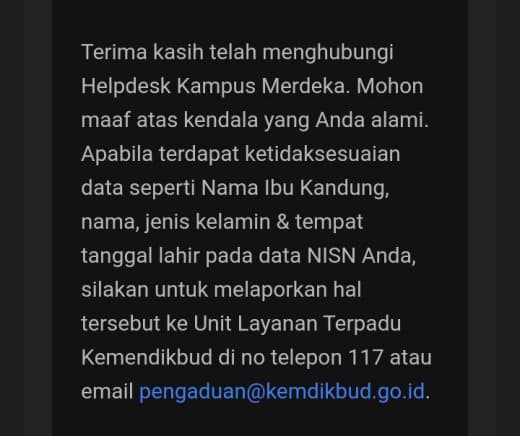 Terima kasih telah menghubungi
Helpdesk Kampus Merdeka. Mohon
maaf atas kendala yang Anda alami.
Apabila terdapat ketidaksesuaian
data seperti Nama Ibu Kandung,
nama, jenis kelamin & tempat
tanggal lahir pada data NISN Anda,
silakan untuk melaporkan hal
tersebut ke Unit Layanan Terpadu
Kemendikbud di no telepon 117 atau
email pengaduan@kemdikbud.go.id.